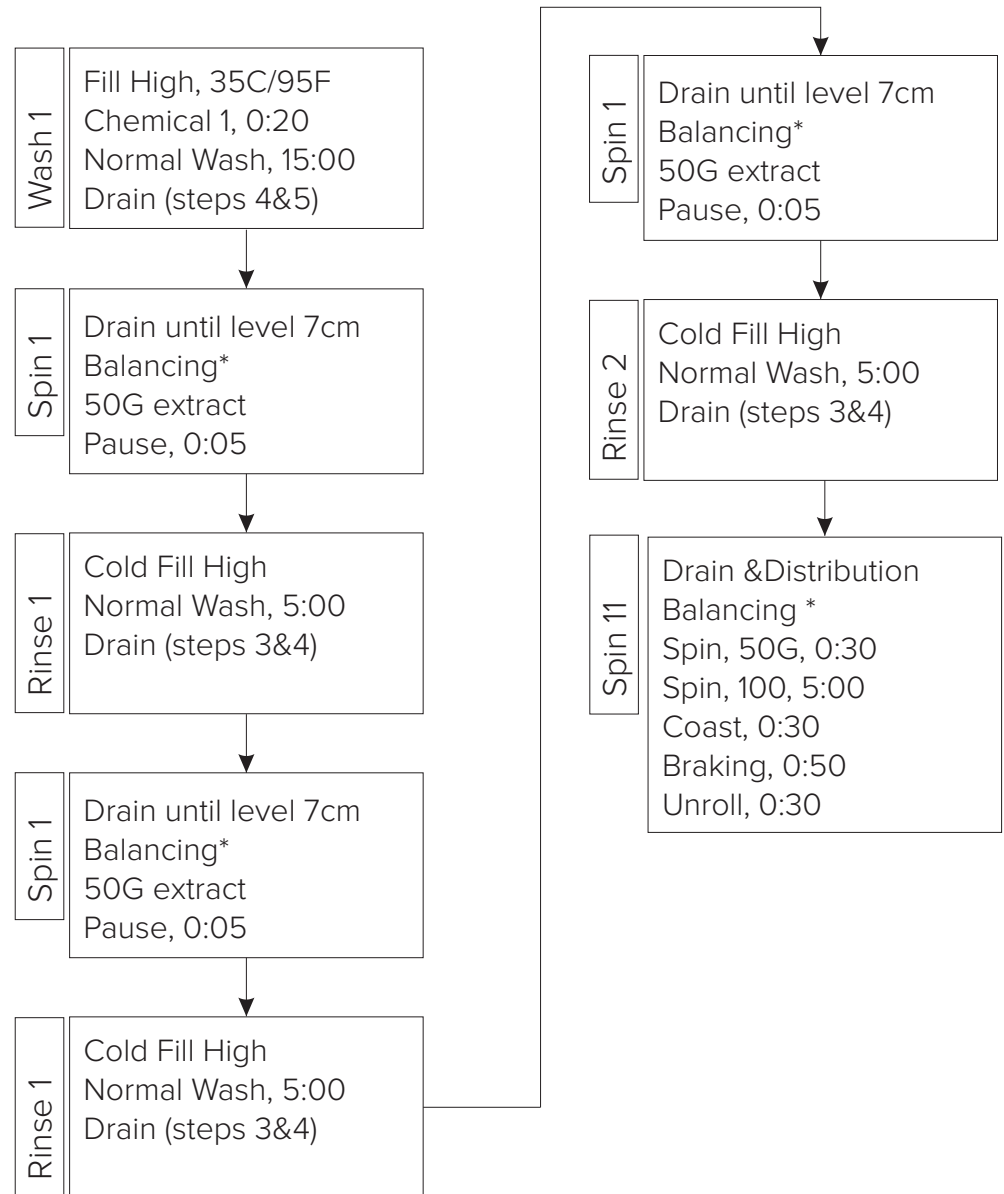 Wash 1
Fill High, 35C/95F
Chemical 1, 0:20
Normal Wash, 15:00
Drain (steps 4&5)
Spin 1
Drain until level 7cm
Balancing*
50G extract
Pause, 0:05
Rinse 1
Cold Fill High
Normal Wash, 5:00
Drain (steps 3&4)
Spin 1
Drain until level 7cm
Balancing*
50G extract
Pause, 0:05
Rinse 1
Cold Fill High
Normal Wash, 5:00
Drain (steps 3&4)
Spin 1
Drain until level 7cm
Balancing*
50G extract
Pause, 0:05
Rinse 2
Cold Fill High
Normal Wash, 5:00
Drain (steps 3&4)
Spin 11
Drain &Distribution
Balancing *
Spin, 50G, 0:30
Spin, 100, 5:00
Coast, 0:30
Braking, 0:50
Unroll, 0:30